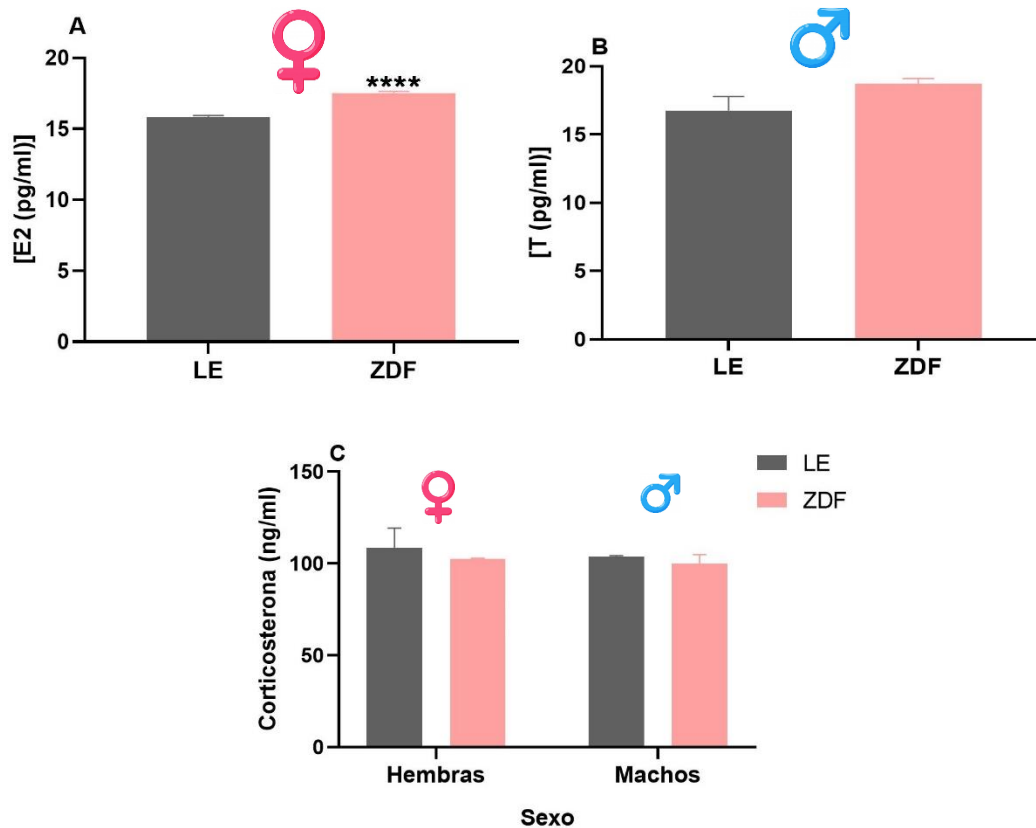 A
20
15
10
5
0
[E2 (pg/ml)]
****
LE ZDF
B
20
15
10
5
0
[T (pg/ml)]
LE ZDF
C
150
100
50
0
Corticosterona (ng/ml)
Hembras Machos
Sexo
LE
ZDF